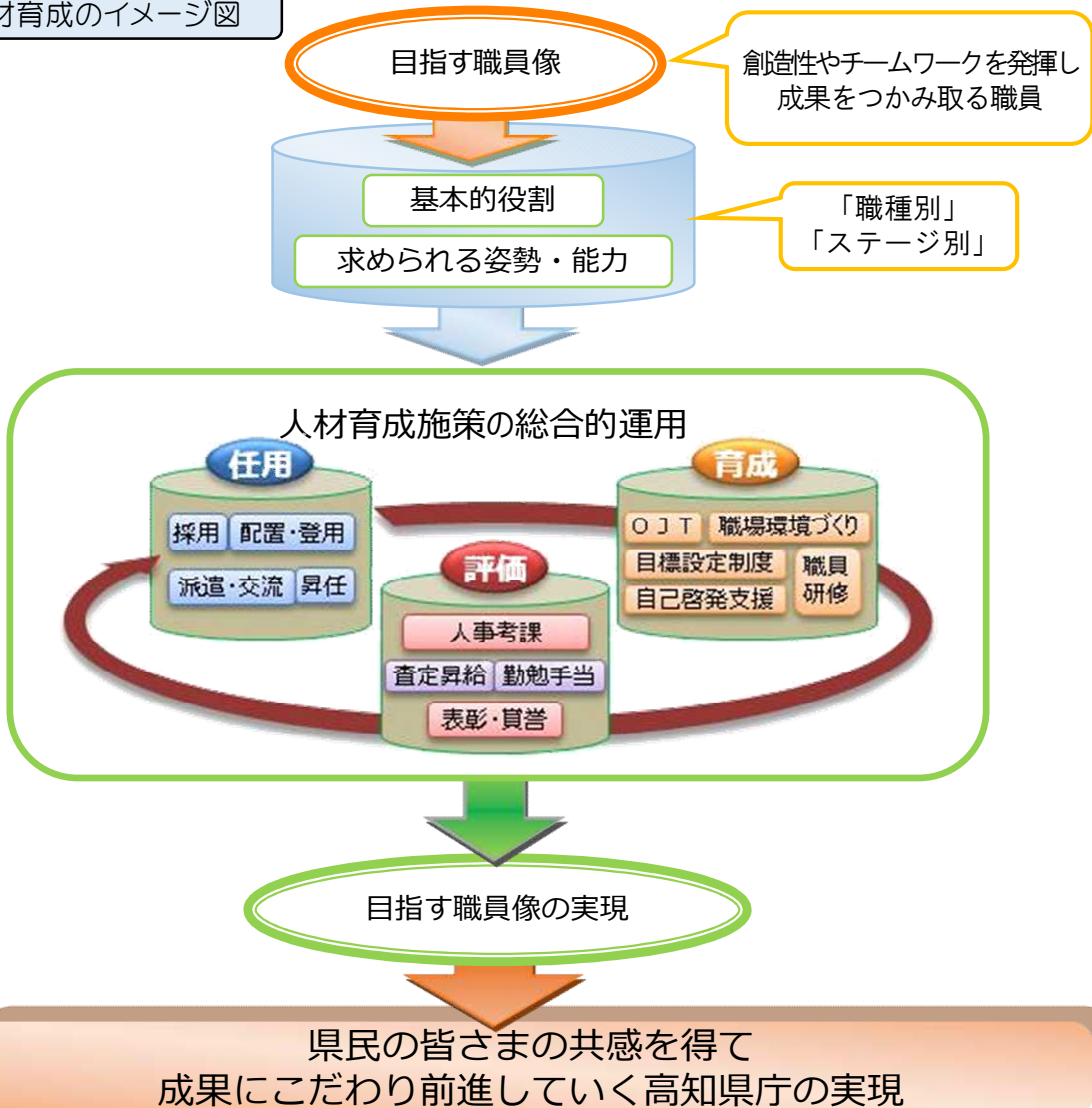 材育成のイメージ図
目指す職員像
創造性やチームワークを発揮し
成果をつかみ取る職員
基本的役割
求められる姿勢・能力
「職種別」
「ステージ別」
人材育成施策の総合的運用
任用
採用
配置・登用
派遣・交流
昇任
育成
OJT
職場環境づくり
目標設定制度
自己啓発支援
職員
研修
評価
人事考課
査定昇給
勤勉手当
表彰・賞誉
目指す職員像の実現
県民の皆さまの共感を得て
成果にこだわり前進していく高知県庁の実現